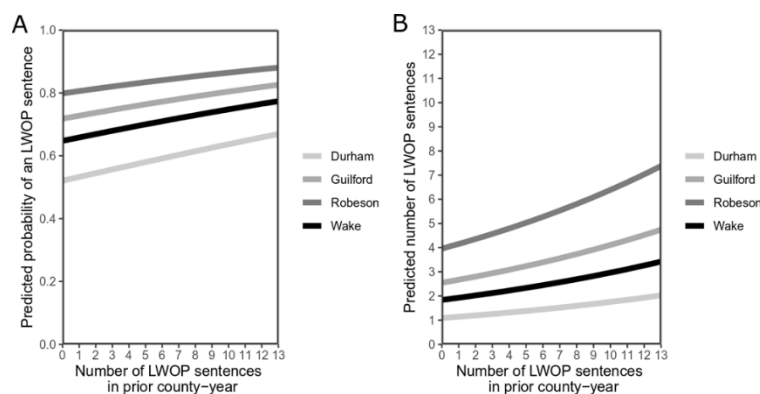 A
Predicted probability of an LWOP sentence
1.0
0.8
0.6
0.4
0.2
0.0
0 1 2 3 4 5 6 7 8 9 10 11 12 13
Number of LWOP sentences
in prior county−year
Durham
Guilford
Robeson
Wake
B
Predicted number of LWOP sentences
13
12
11
10
9
8
7
6
5
4
3
2
1
0
0 1 2 3 4 5 6 7 8 9 10 11 12 13
Number of LWOP sentences
in prior county−year
Durham
Guilford
Robeson
Wake